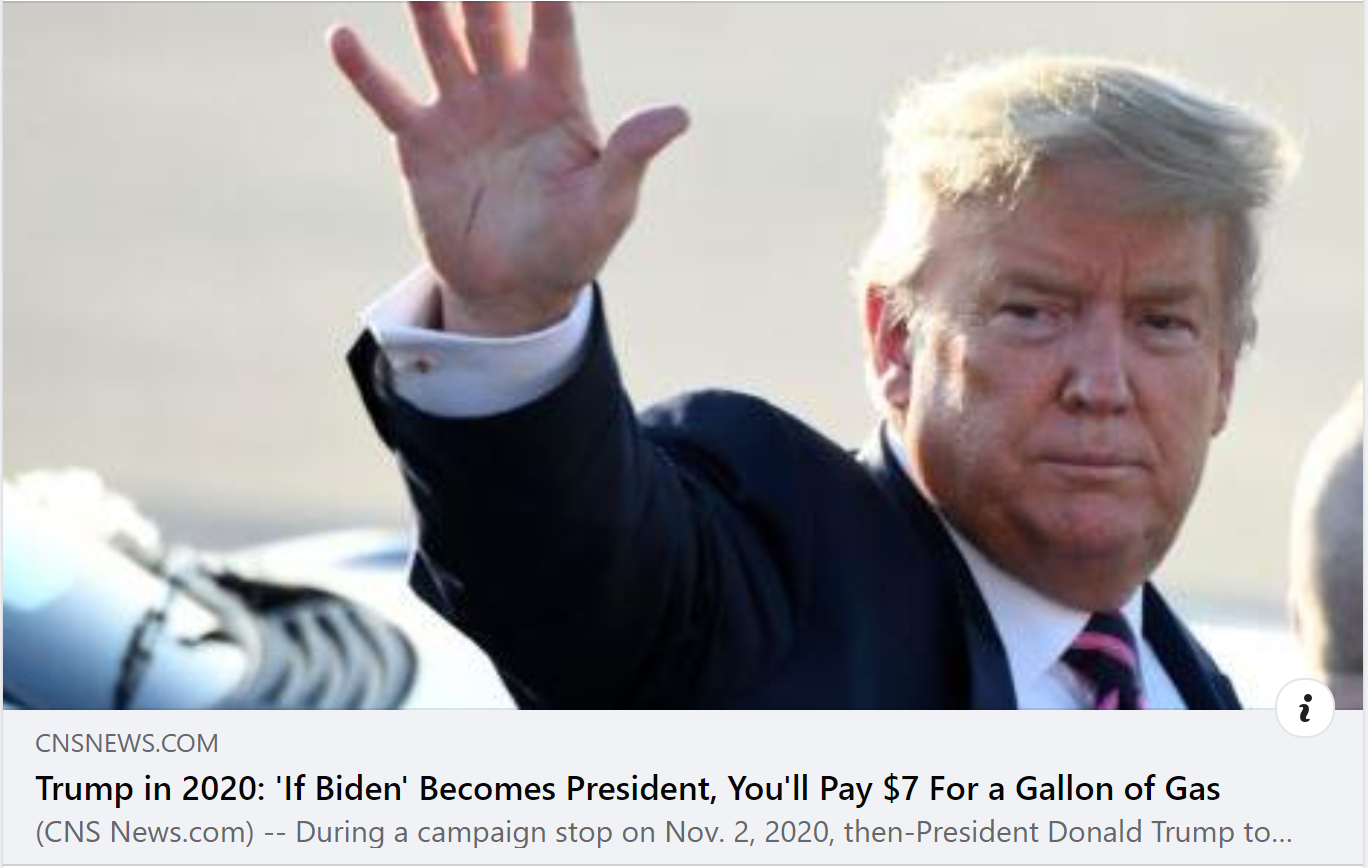 CNSNEWS.COM
Trump in 2020: 'If Biden' Becomes President, You'll Pay $7 For a Gallon of Gas
(CNS News.com) -- During a campaign stop on Nov. 2, 2020, then-President Donald Trump to...